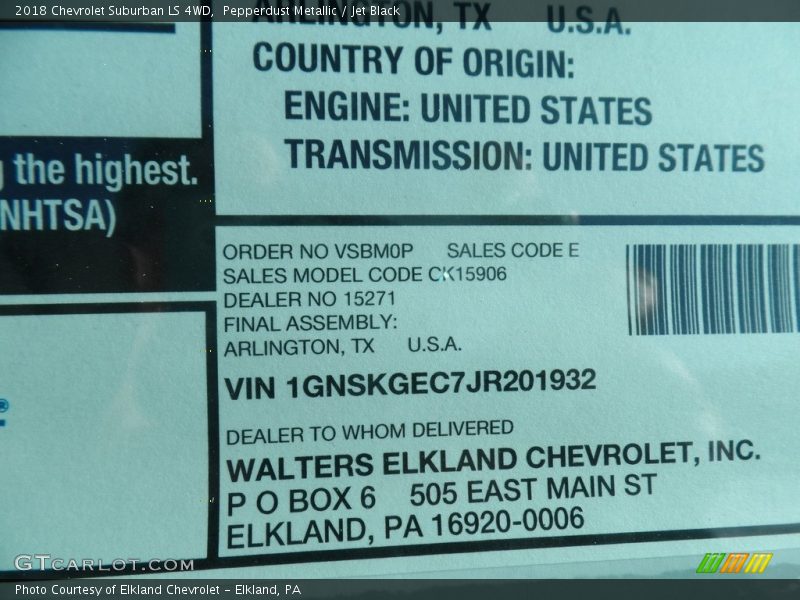 2018 Chevrolet Suburban LS 4WD, Pepperdust Metallic / Jet Black
ARLINGTON, TX U.S.A.
COUNTRY OF ORIGIN:
ENGINE: UNITED STATES
TRANSMISSION: UNITED STATES
the highest.
NHTSA)
ORDER NO VSBM0P SALES CODE E
SALES MODEL CODE CK15906
DEALER NO 15271
FINAL ASSEMBLY:
ARLINGTON, TX U.S.A.
VIN 1GNSKGEC7JR201932
DEALER TO WHOM DELIVERED
WALTERS ELKLAND CHEVROLET, INC.
P O BOX 6 505 EAST MAIN ST
ELKLAND, PA 16920-0006
GTCARLOT.COM
Photo Courtesy of Elkland Chevrolet - Elkland, PA